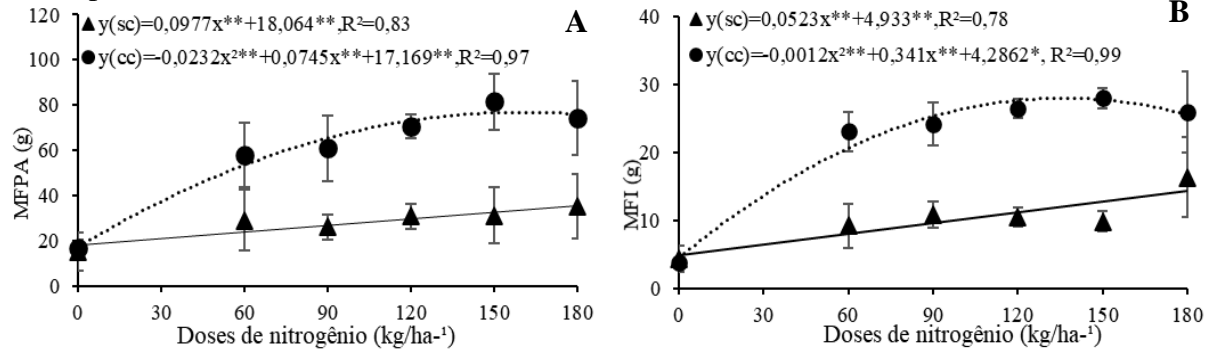 A
▲ y(sc)=0,0977x**+18,064**,R²=0,83
● y(cc)=-0,0232x²**+0,0745x**+17,169**,R²=0,97
120
100
80
60
40
20
0
MFPA (g)
0 30 60 90 120 150 180
Doses de nitrogênio (kg/ha-¹)
B
▲ y(sc)=0,0523x**+4,933**,R²=0,78
● y(cc)=-0,0012x²**+0,341x**+4,2862*, R²=0,99
40
30
20
10
0
MFI (g)
0 30 60 90 120 150 180
Doses de nitrogênio (kg/ha-¹)